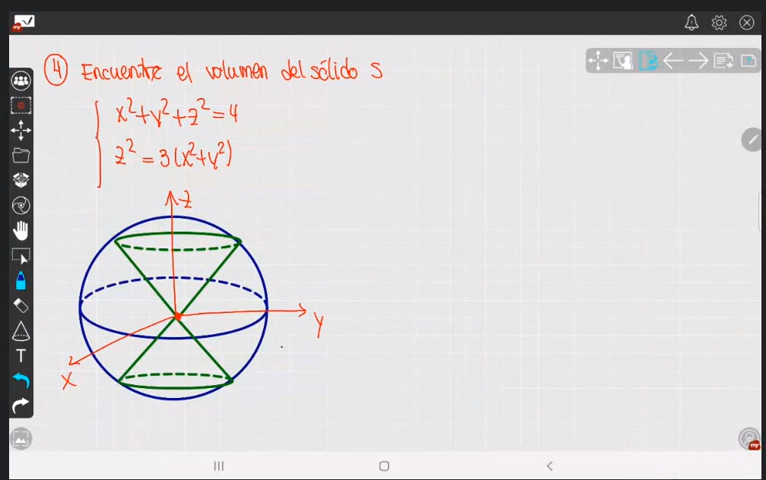 ④ Encuentre el volumen del sólido S
x²+y²+z²=4
z²=3(x²+y²)
z
y
x
T